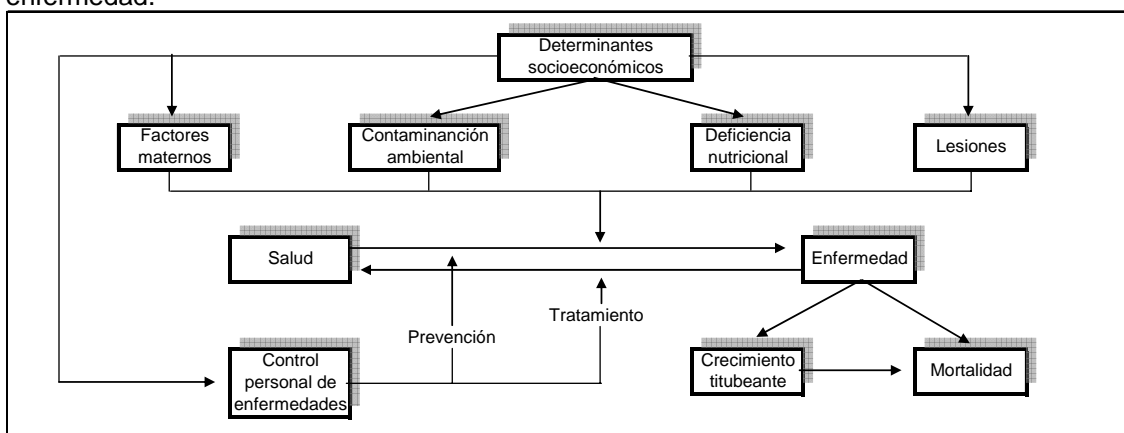 enfermedad.
Determinantes
socioeconómicos
Factores
maternos
Contaminanción
ambiental
Deficiencia
nutricional
Lesiones
Salud
Enfermedad
Tratamiento
Prevención
Control
personal de
enfermedades
Crecimiento
titubeante
Mortalidad